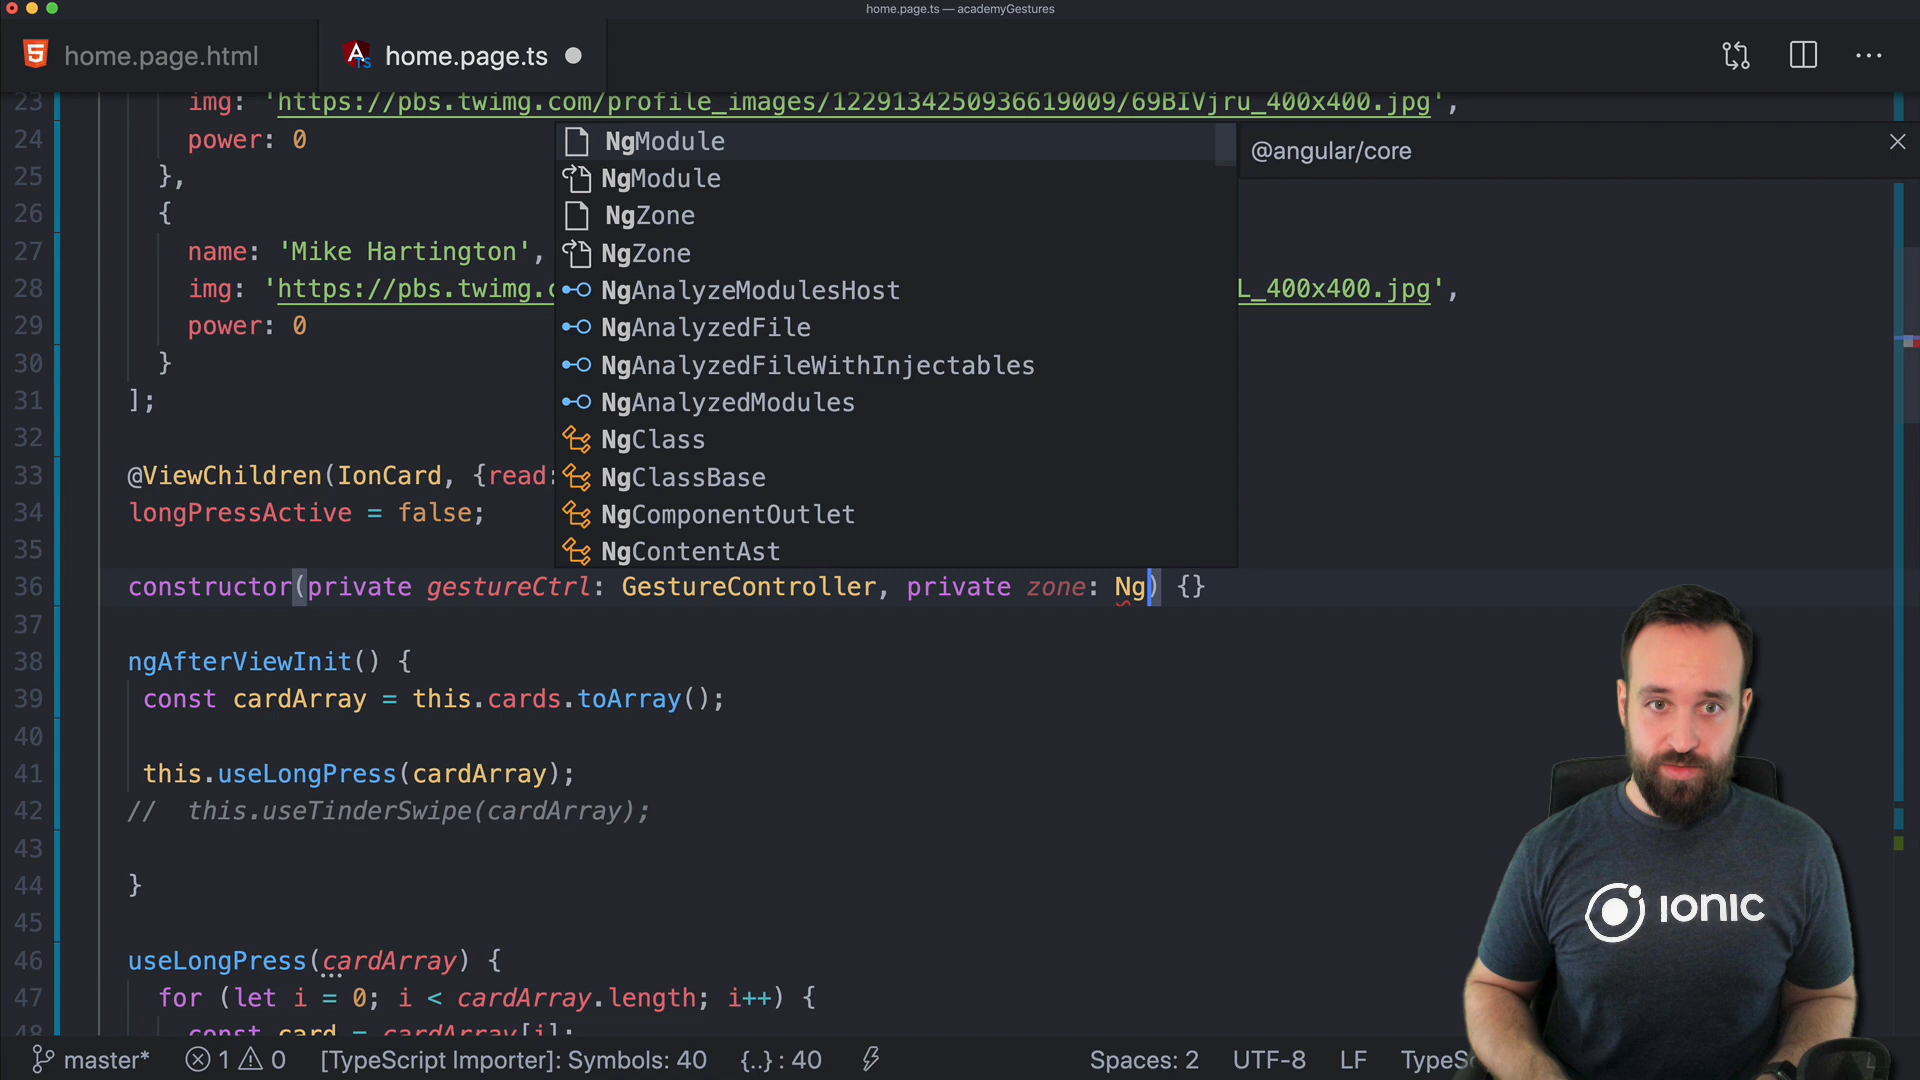 home.page.ts — academyGestures
home.page.html
home.page.ts
23 img: 'https://pbs.twimg.com/profile_images/1229134250936619009/69BIVjru_400x400.jpg',
24 power: 0
25 },
26 {
27 name: 'Mike Hartington',
28 img: 'https://pbs.twimg.c L_400x400.jpg',
29 power: 0
30 }
31 ];
32
33 @ViewChildren(IonCard, {read:
34 longPressActive = false;
35
NgModule
NgModule
NgZone
NgZone
NgAnalyzeModulesHost
NgAnalyzedFile
NgAnalyzedFileWithInjectables
NgAnalyzedModules
NgClass
NgClassBase
NgComponentOutlet
NgContentAst
@angular/core
36 constructor(private gestureCtrl: GestureController, private zone: Ng) {}
37
38 ngAfterViewInit() {
39 const cardArray = this.cards.toArray();
40
41 this.useLongPress(cardArray);
42 // this.useTinderSwipe(cardArray);
43
44 }
45
46 useLongPress(cardArray) {
47 for (let i = 0; i < cardArray.length; i++) {
48 const card = cardArray[i];
IONIC
master* 1 0 [TypeScript Importer]: Symbols: 40 {..} : 40 Spaces: 2 UTF-8 LF TypeSc